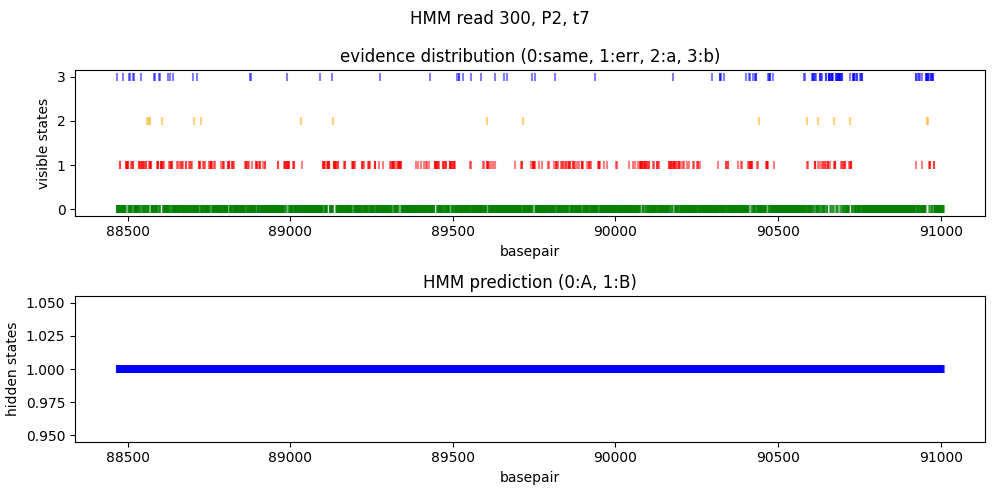 HMM read 300, P2, t7
evidence distribution (0:same, 1:err, 2:a, 3:b)
visible states
3
2
1
0
88500 89000 89500 90000 90500 91000
basepair
HMM prediction (0:A, 1:B)
hidden states
1.050
1.025
1.000
0.975
0.950
88500 89000 89500 90000 90500 91000
basepair